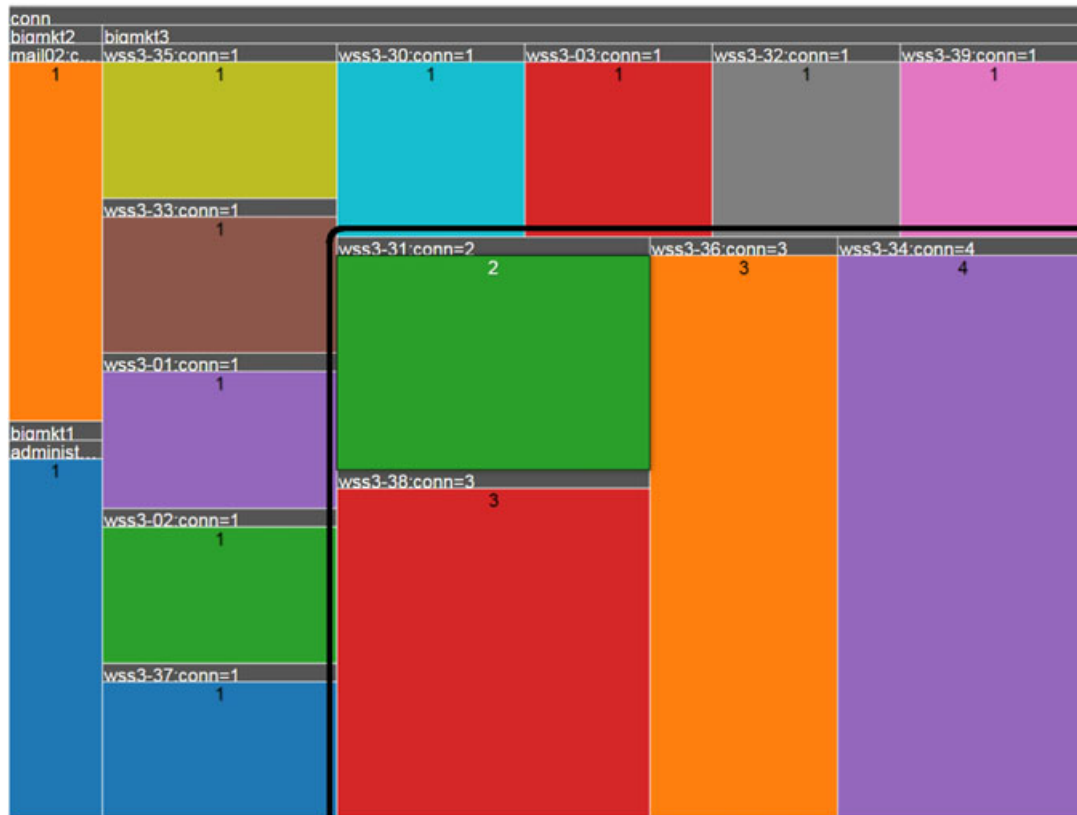 conn
bigmkt2 bigmkt3
mail02:c... wss3-35:conn=1 wss3-30:conn=1 wss3-03:conn=1 wss3-32:conn=1 wss3-39:conn=1
1 1 1 1 1 1
wss3-33:conn=1
1
wss3-31:conn=2 wss3-36:conn=3 wss3-34:conn=4
2 3 4
wss3-01:conn=1
1
bigmkt1
administ...
1
wss3-38:conn=3
3
wss3-02:conn=1
1
wss3-37:conn=1
1